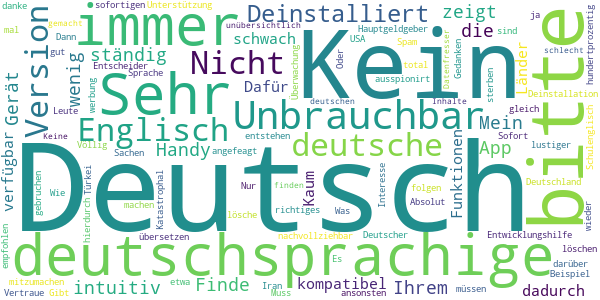 danke
mal
gemacht
Dann
gut
wenig
immer
sofortigen
Unterstützung
Deinstalliert
unübersichtlich
Hauptgeldgeber
zeigt
ja
die
sind
schlecht
hundertprozentig
Version
ständig
schwach
USA
Spam
Entscheider
Sprache
Nicht
Kein
total
Datenfresser
Gedanken
sterben
Länder
bitte
Gerät
verfügbar
werbung
Leute
Keine
Sehr
Dafür
Überwachung
Oder
ausspionirt
Deinstallation
deutschen
Inhalte
gleich
Unbrauchbar
Mein
Sofort
lustiger
Schulenglisch
Englisch
Völlig
Sachen
Handy
angefeagt
entstehen
deutsche
App
Funktionen
Deutsch
gebruchen
Wie
Türkei
hierdurch
machen
Katastrophal
Nur
lösche
finden
richtiges
Kaum
Was
Interesse
folgen
Absolut
Deutschland
wieder
übersetzen
nachvollziehbar
Deutscher
Entwicklungshilfe
empfohlen
deutschsprachige
Es
löschen
darüber
Beispiel
mitzumachen
Vertraue
Gibt
intuitiv
etwa
Finde
Iran
Muss
kompatibel
ansonsten
Ihrem
müssen
dadurch